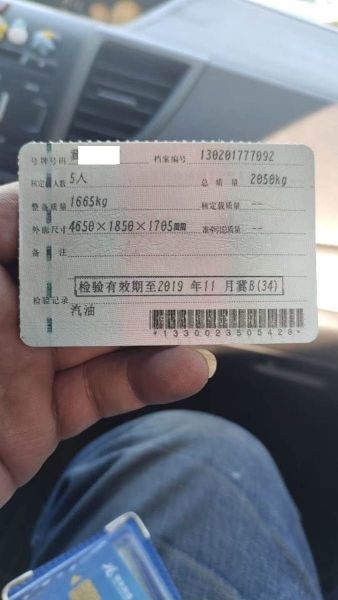 号牌号码 冀 档案编号 130201777092
核定载人数 5人 总质量 2050kg
整备质量 1665kg 核定载质量 --
外廓尺寸 4650×1850×1705mm 准牵引总质量 --
备注
检验有效期至2019年11月冀B(34)
检验记录
汽油
*1330023505428*